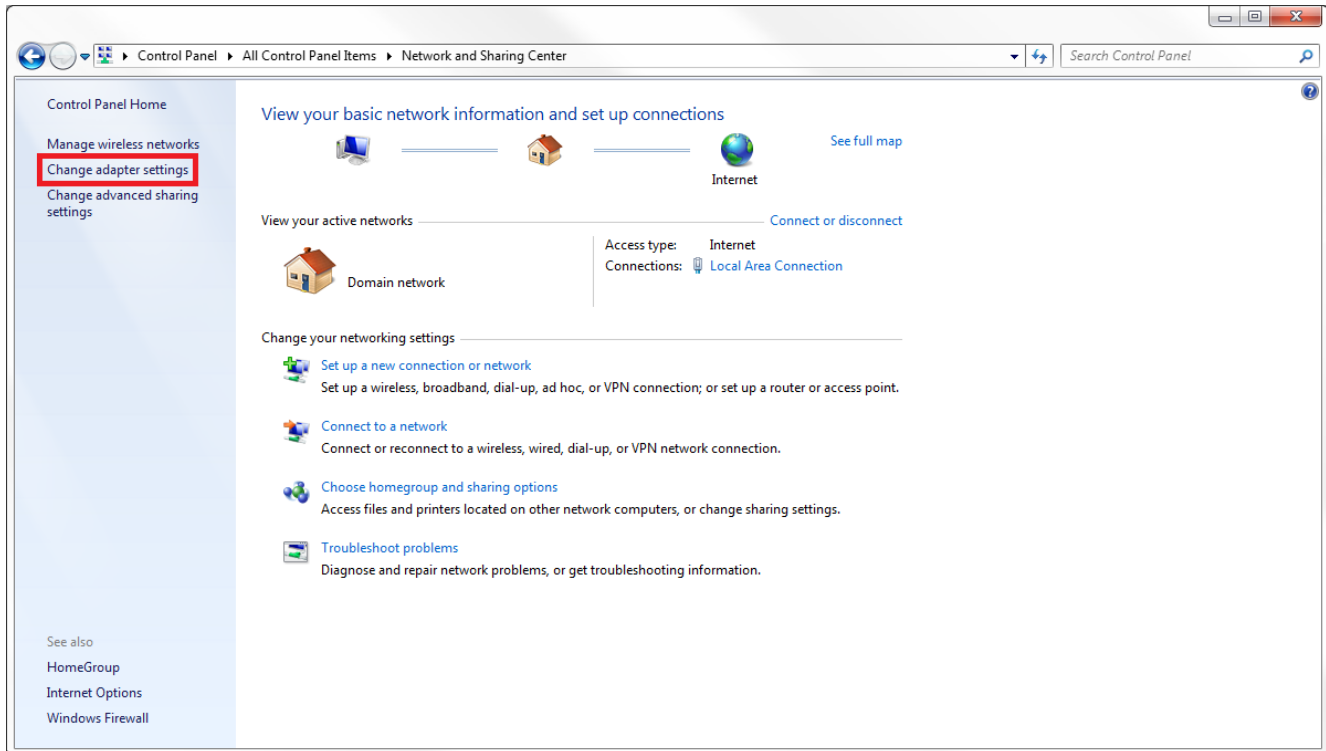 Control Panel ▸ All Control Panel Items ▸ Network and Sharing Center
Search Control Panel
Control Panel Home
Manage wireless networks
Change adapter settings
Change advanced sharing
settings
See also
HomeGroup
Internet Options
Windows Firewall
View your basic network information and set up connections
See full map
Internet
View your active networks
Connect or disconnect
Domain network
Access type: Internet
Connections: Local Area Connection
Change your networking settings
Set up a new connection or network
Set up a wireless, broadband, dial-up, ad hoc, or VPN connection; or set up a router or access point.
Connect to a network
Connect or reconnect to a wireless, wired, dial-up, or VPN network connection.
Choose homegroup and sharing options
Access files and printers located on other network computers, or change sharing settings.
Troubleshoot problems
Diagnose and repair network problems, or get troubleshooting information.